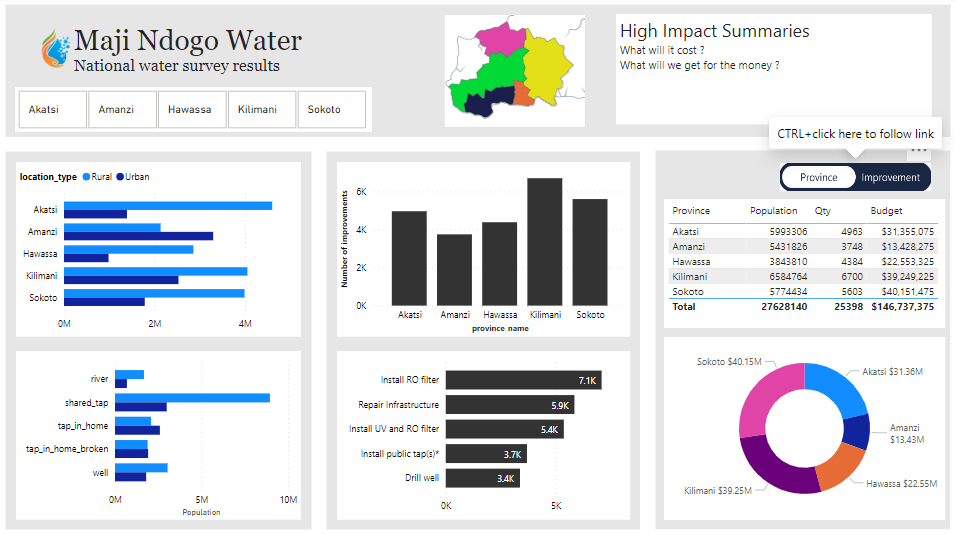 Maji Ndogo Water
National water survey results
Akatsi Amanzi Hawassa Kilimani Sokoto
High Impact Summaries
What will it cost ?
What will we get for the money ?
CTRL+click here to follow link
location_type Rural Urban
Akatsi
Amanzi
Hawassa
Kilimani
Sokoto
0M 2M 4M
river
shared_tap
tap_in_home
tap_in_home_broken
well
0M 5M 10M
Population
Number of improvements
6K
4K
2K
0K
Akatsi Amanzi Hawassa Kilimani Sokoto
province name
Install RO filter 7.1K
Repair Infrastructure 5.9K
Install UV and RO filter 5.4K
Install public tap(s)* 3.7K
Drill well 3.4K
0K 5K
Province Improvement
Province Population Qty Budget
Akatsi 5993306 4963 $31,355,075
Amanzi 5431826 3748 $13,428,275
Hawassa 3843810 4384 $22,553,325
Kilimani 6584764 6700 $39,249,225
Sokoto 5774434 5603 $40,151,475
Total 27628140 25398 $146,737,375
Sokoto $40.15M
Akatsi $31.36M
Amanzi
$13.43M
Hawassa $22.55M
Kilimani $39.25M